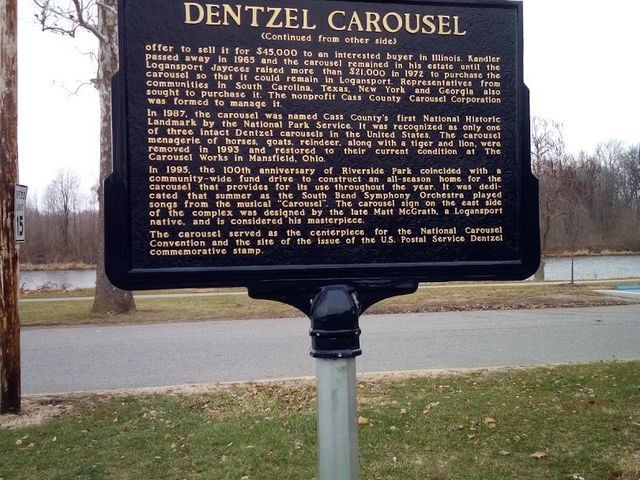 DENTZEL CAROUSEL
(Continued from other side)
offer to sell it for $45,000 to an interested buyer in Illinois. Kandler
passed away in 1965 and the carousel remained in his estate until the
Logansport Jaycees raised more than $21,000 in 1972 to purchase the
carousel so that it could remain in Logansport. Representatives from
communities in South Carolina, Texas, New York and Georgia also
sought to purchase it. The nonprofit Cass County Carousel Corporation
was formed to manage it.
In 1987, the carousel was named Cass County's first National Historic
Landmark by the National Park Service. It was recognized as only one
of three intact Dentzel carousels in the United States. The carousel
menagerie of horses, goats, reindeer, along with a tiger and lion, were
removed in 1993 and restored to their current condition at The
Carousel Works in Mansfield, Ohio.
In 1995, the 100th anniversary of Riverside Park coincided with a
community-wide fund drive to construct an all-season home for the
carousel that provides for its use throughout the year. It was dedi-
cated that summer as the South Bend Symphony Orchestra played
songs from the musical "Carousel". The carousel sign on the east side
of the complex was designed by the late Matt McGrath, a Logansport
native, and is considered his masterpiece.
The carousel served as the centerpiece for the National Carousel
Convention and the site of the issue of the U.S. Postal Service Dentzel
commemorative stamp.
15